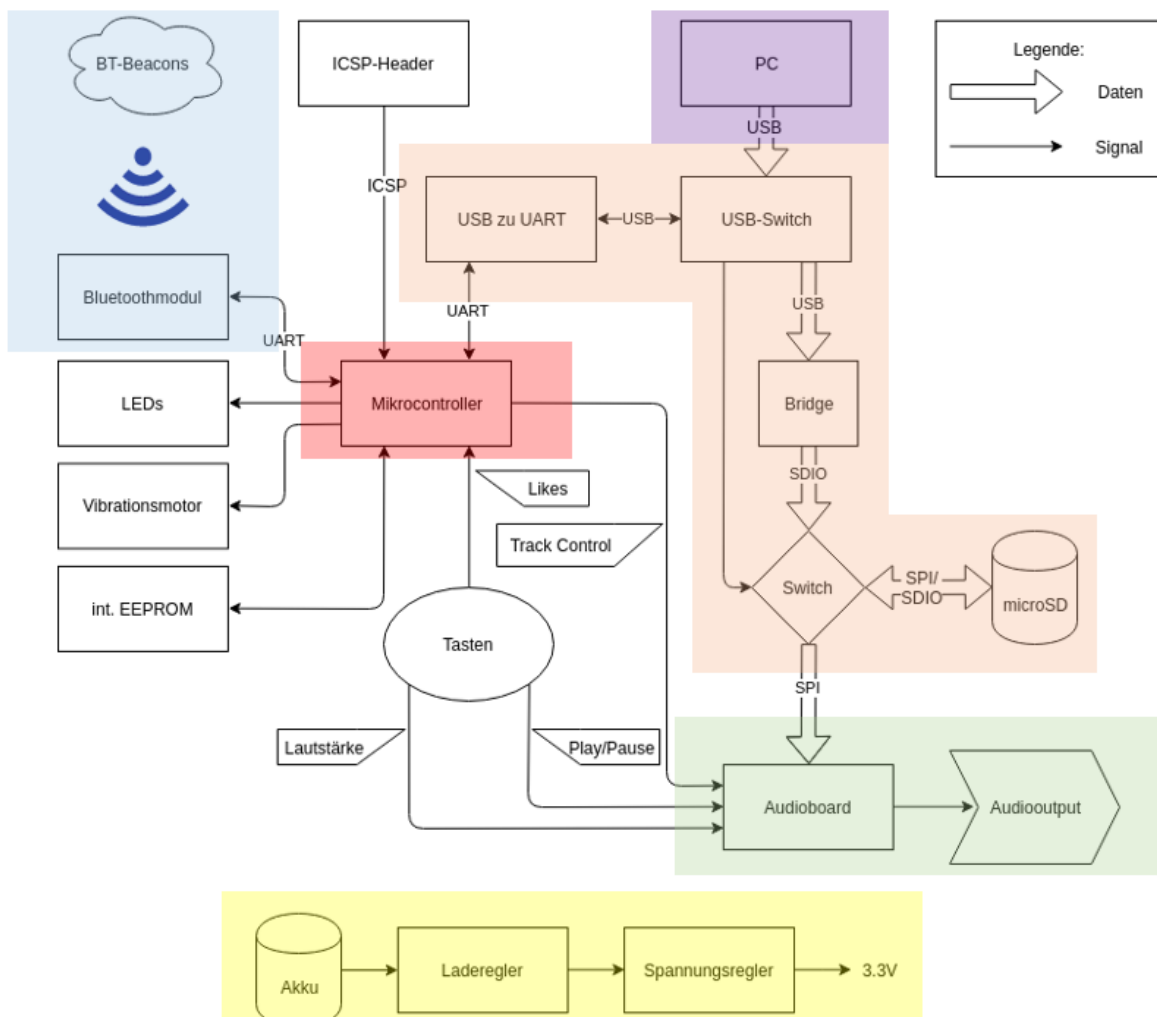 BT-Beacons
ICSP-Header
PC
Legende:
Daten
Signal
USB
ICSP
USB zu UART
USB
USB-Switch
Bluetoothmodul
UART
UART
USB
LEDs
Mikrocontroller
Bridge
SDIO
Vibrationsmotor
Likes
Track Control
int. EEPROM
Tasten
Switch
SPI/
SDIO
microSD
SPI
Lautstärke
Play/Pause
Audioboard
Audiooutput
Akku
Laderegler
Spannungsregler
3.3V